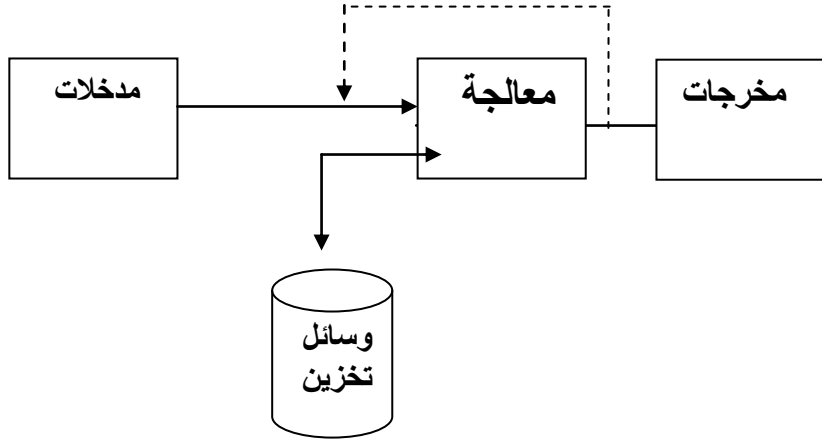 مدخلات
معالجة
مخرجات
وسائل
تخزين